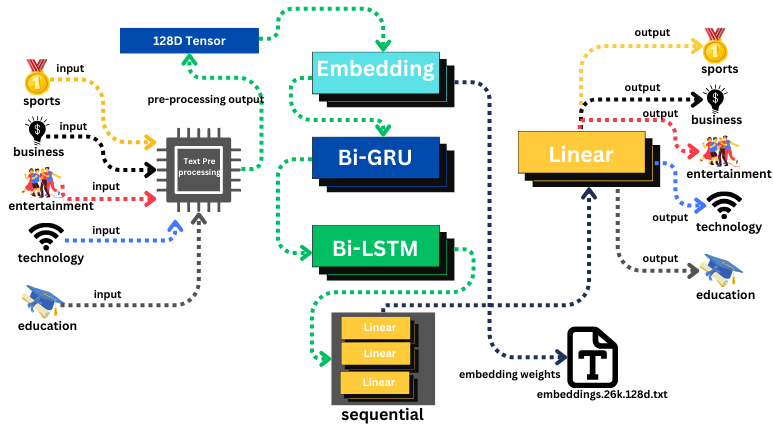 128D Tensor
pre-processing output
input
sports
input
business
input
entertainment
input
technology
input
education
Text Pre
processing
Embedding
Bi-GRU
Bi-LSTM
Linear
Linear
Linear
sequential
embedding weights
embeddings.26k.128d.txt
Linear
output
sports
output
business
output
entertainment
output
technology
output
education